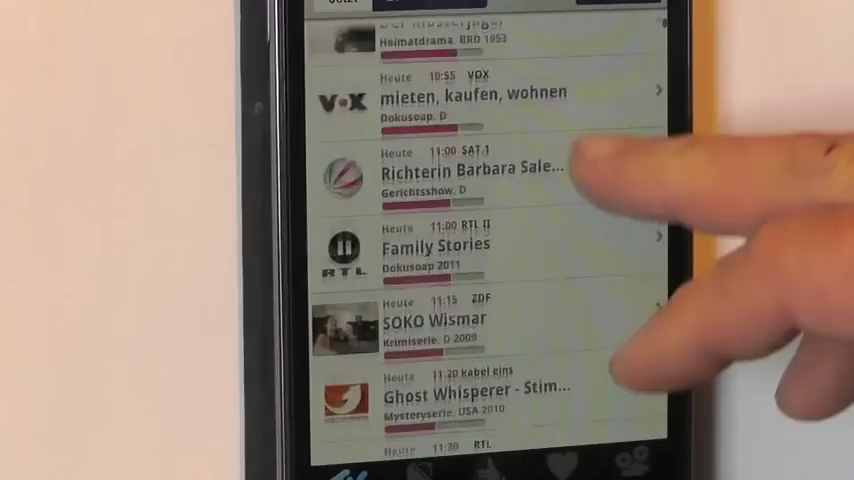 Heimatdrama, BRD 1953
Heute 10:55 VOX
VOX
mieten, kaufen, wohnen
Dokusoap, D
Heute 11:00 SAT.1
Richterin Barbara Sale...
Gerichtsshow, D
Heute 11:00 RTL II
Family Stories
RTL
Dokusoap 2011
Heute 11:15 ZDF
SOKO Wismar
Krimiserie, D 2009
Heute 11:20 kabel eins
Ghost Whisperer - Stim...
Mysteryserie, USA 2010
Heute 11:30 RTL